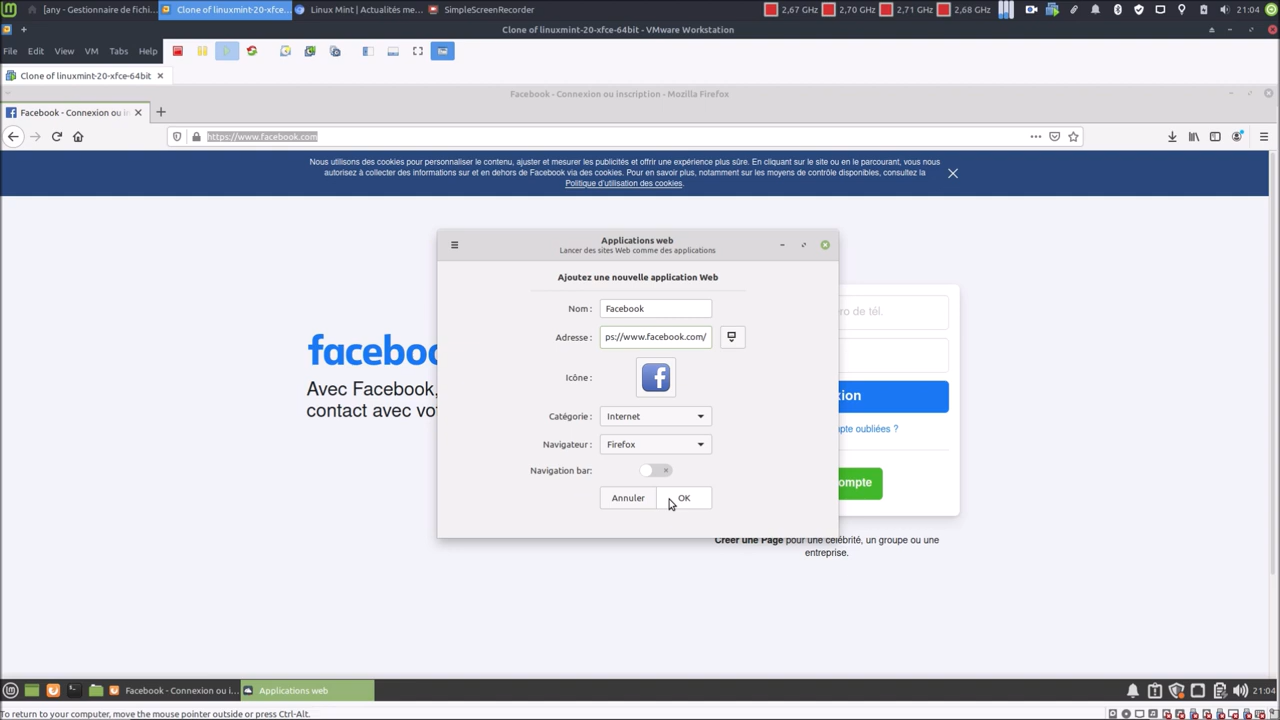 [any - Gestionnaire de fichi...
Clone of linuxmint-20-xfce-64bit...
Linux Mint | Actualités me...
SimpleScreenRecorder
2,67 GHz
2,70 GHz
2,71 GHz
2,68 GHz
21:04
Clone of linuxmint-20-xfce-64bit - VMware Workstation
File Edit View VM Tabs Help
Clone of linuxmint-20-xfce-64bit
Facebook - Connexion ou inscription - Mozilla Firefox
Facebook - Connexion ou in
https://www.facebook.com
Nous utilisons des cookies pour personnaliser le contenu, ajuster et mesurer les publicités et offrir une expérience plus sûre. En cliquant sur le site ou en le parcourant, vous nous
autorisez à collecter des informations sur et en dehors de Facebook via des cookies. Pour en savoir plus, notamment sur les moyens de contrôle disponibles, consultez la
Politique d'utilisation des cookies.
Applications web
Lancer des sites Web comme des applications
Ajoutez une nouvelle application Web
Nom : Facebook
Adresse : ps://www.facebook.com/
Icône :
Catégorie : Internet
Navigateur : Firefox
Navigation bar:
Annuler OK
faceboo
Avec Facebook,
contact avec vo
ro de tél.
ion
pte oubliées ?
ompte
Créer une Page pour une célébrité, un groupe ou une
entreprise.
Facebook - Connexion ou i...
Applications web
21:04
To return to your computer, move the mouse pointer outside or press Ctrl-Alt.